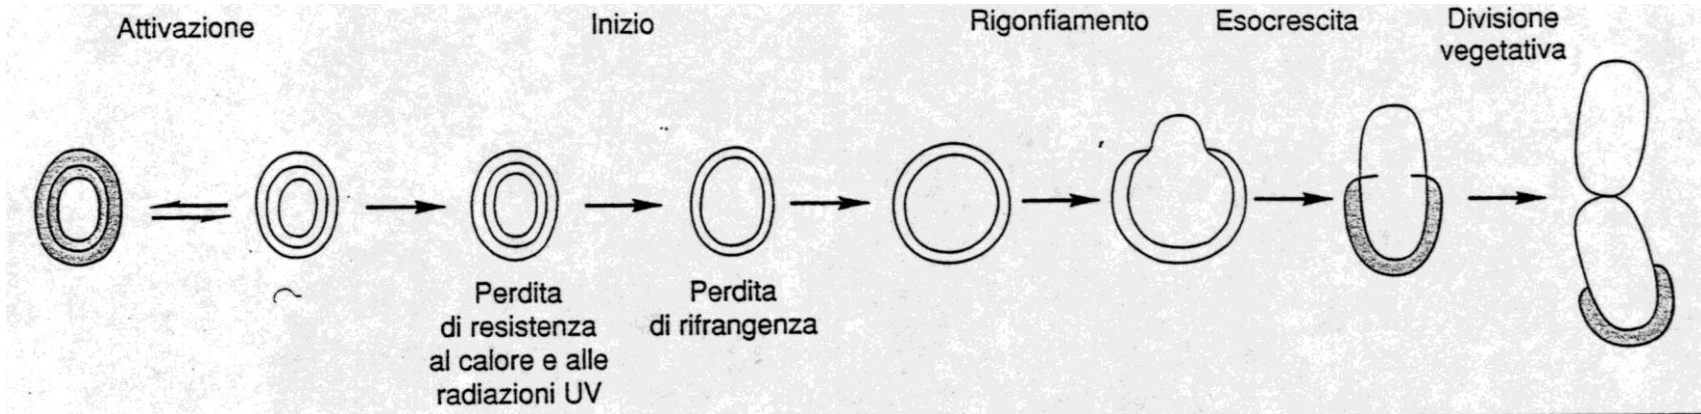 Attivazione
Inizio
Rigonfiamento
Esocrescita
Divisione
vegetativa
Perdita
di resistenza
al calore e alle
radiazioni UV
Perdita
di rifrangenza